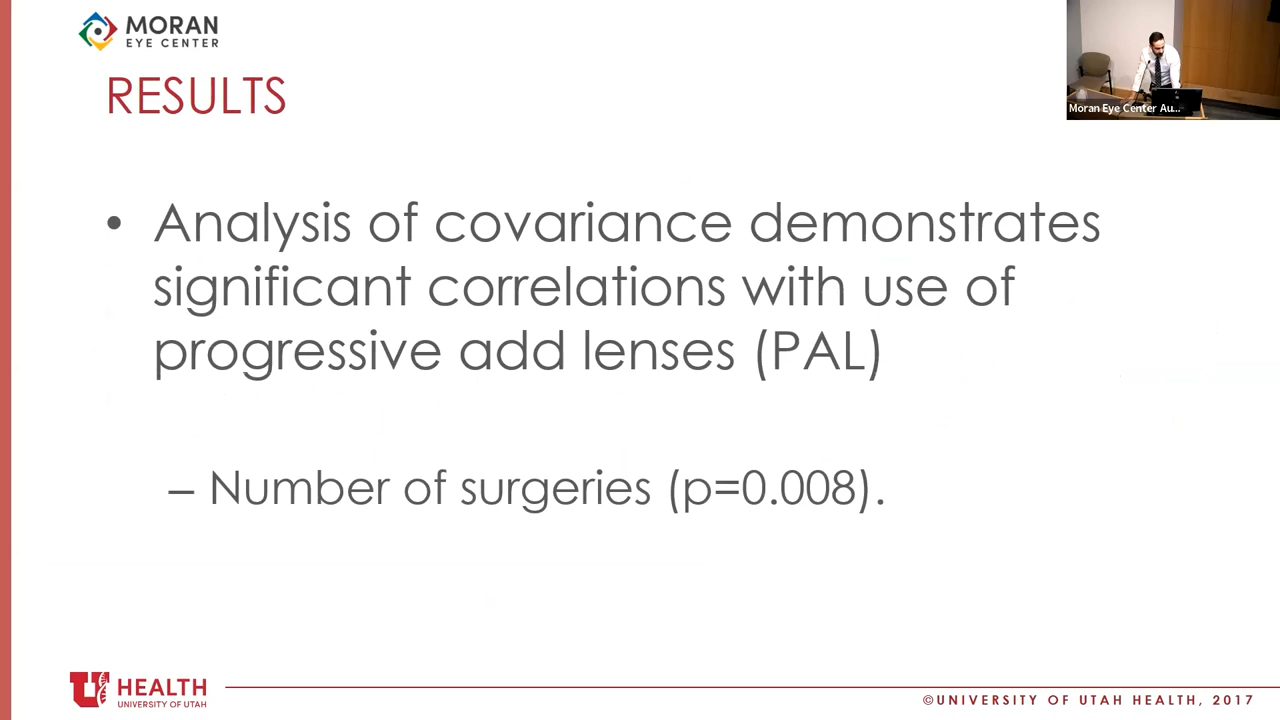 MORAN
EYE CENTER
RESULTS
Moran Eye Center Au...
• Analysis of covariance demonstrates
significant correlations with use of
progressive add lenses (PAL)
– Number of surgeries (p=0.008).
U HEALTH
UNIVERSITY OF UTAH
©UNIVERSITY OF UTAH HEALTH, 2017